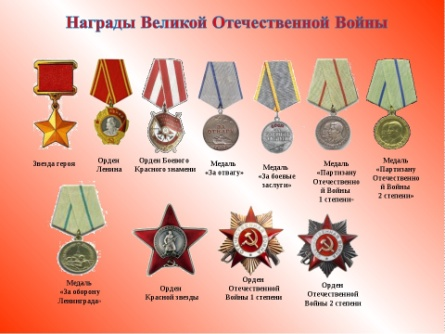 Награды Великой Отечественной Войны
Звезда героя
Орден
Ленина
Орден Боевого
Красного знамени
Медаль
«За отвагу»
Медаль
«За боевые
заслуги»
Медаль
«Партизану
Отечественно
й Войны
1 степени»
Медаль
«Партизану
Отечественно
й Войны
2 степени»
Медаль
«За оборону
Ленинграда»
Орден
Красной звезды
Орден
Отечественной
Войны 1 степени
Орден
Отечественной
Войны 2 степени